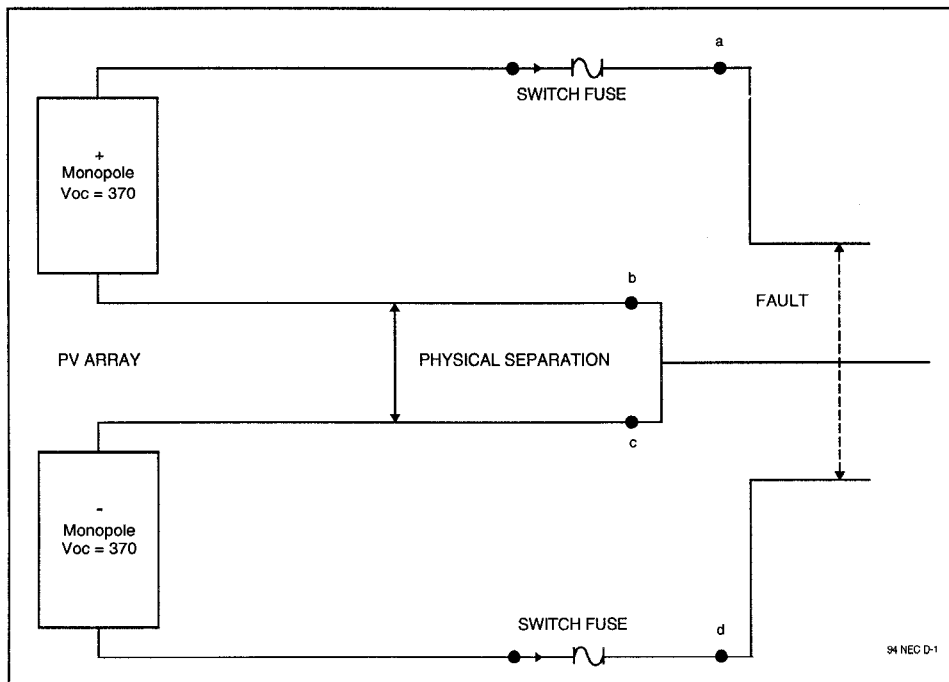 a
SWITCH FUSE
+
Monopole
Voc = 370
b
FAULT
PV ARRAY
PHYSICAL SEPARATION
c
-
Monopole
Voc = 370
SWITCH FUSE
d
94 NEC D-1